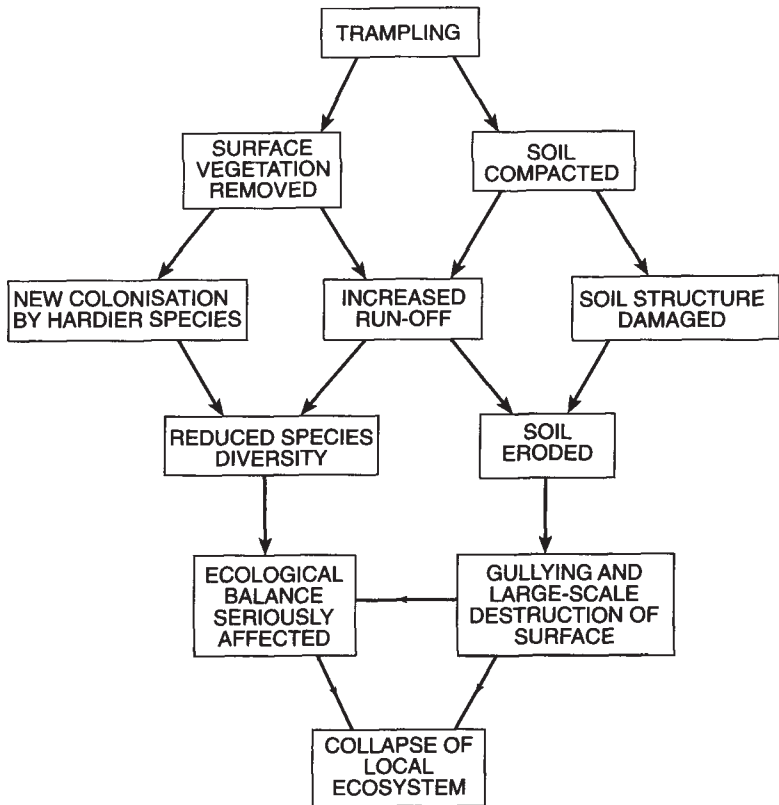 TRAMPLING
SURFACE
VEGETATION
REMOVED
SOIL
COMPACTED
NEW COLONISATION
BY HARDIER SPECIES
INCREASED
RUN-OFF
SOIL STRUCTURE
DAMAGED
REDUCED SPECIES
DIVERSITY
SOIL
ERODED
ECOLOGICAL
BALANCE
SERIOUSLY
AFFECTED
GULLYING AND
LARGE-SCALE
DESTRUCTION OF
SURFACE
COLLAPSE OF
LOCAL
ECOSYSTEM